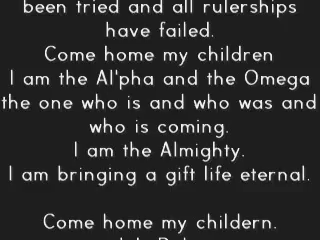 been tried and all rulerships
have failed.
Come home my children
I am the Al'pha and the Omega
the one who is and who was and
who is coming.
I am the Almighty.
I am bringing a gift life eternal.
Come home my childern.